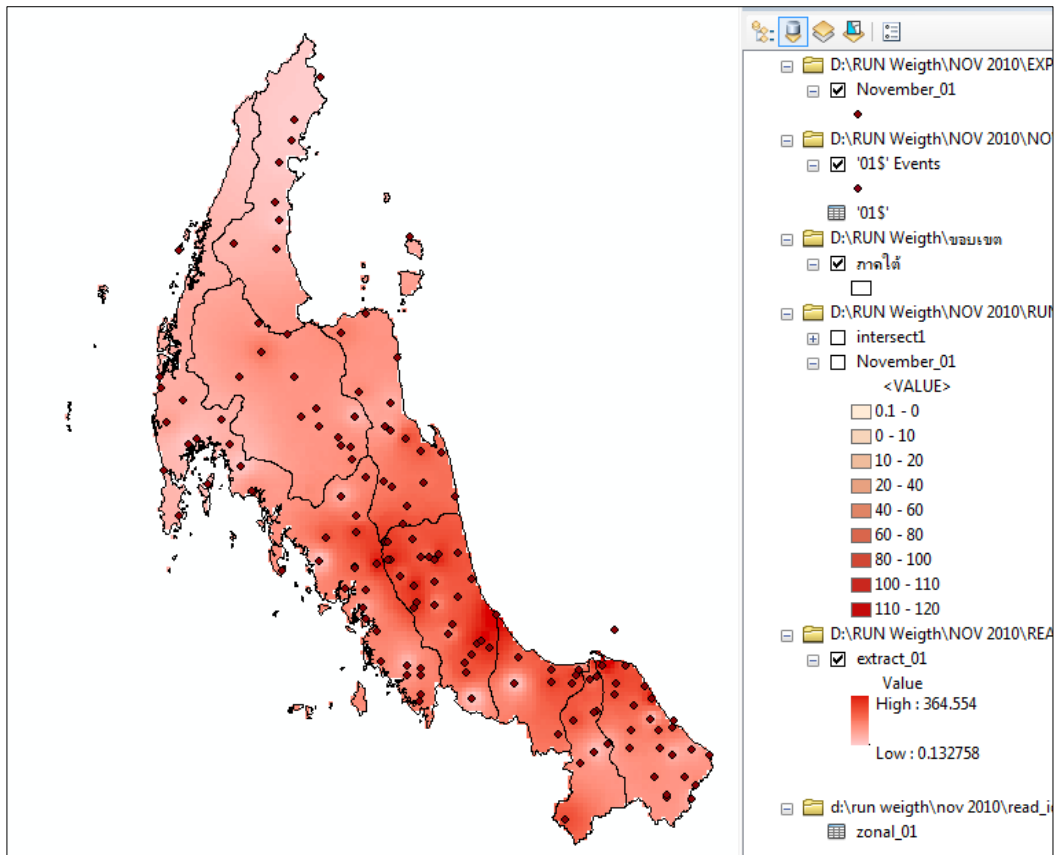 D:\RUN Weigth\NOV 2010\EXP
November_01
D:\RUN Weigth\NOV 2010\NO
'01$' Events
'01$'
D:\RUN Weigth\ขอบเขต
ภาคใต้
D:\RUN Weigth\NOV 2010\RUN
intersect1
November_01
<VALUE>
0.1 - 0
0 - 10
10 - 20
20 - 40
40 - 60
60 - 80
80 - 100
100 - 110
110 - 120
D:\RUN Weigth\NOV 2010\REA
extract_01
Value
High : 364.554
Low : 0.132758
d:\run weigth\nov 2010\read_i
zonal_01